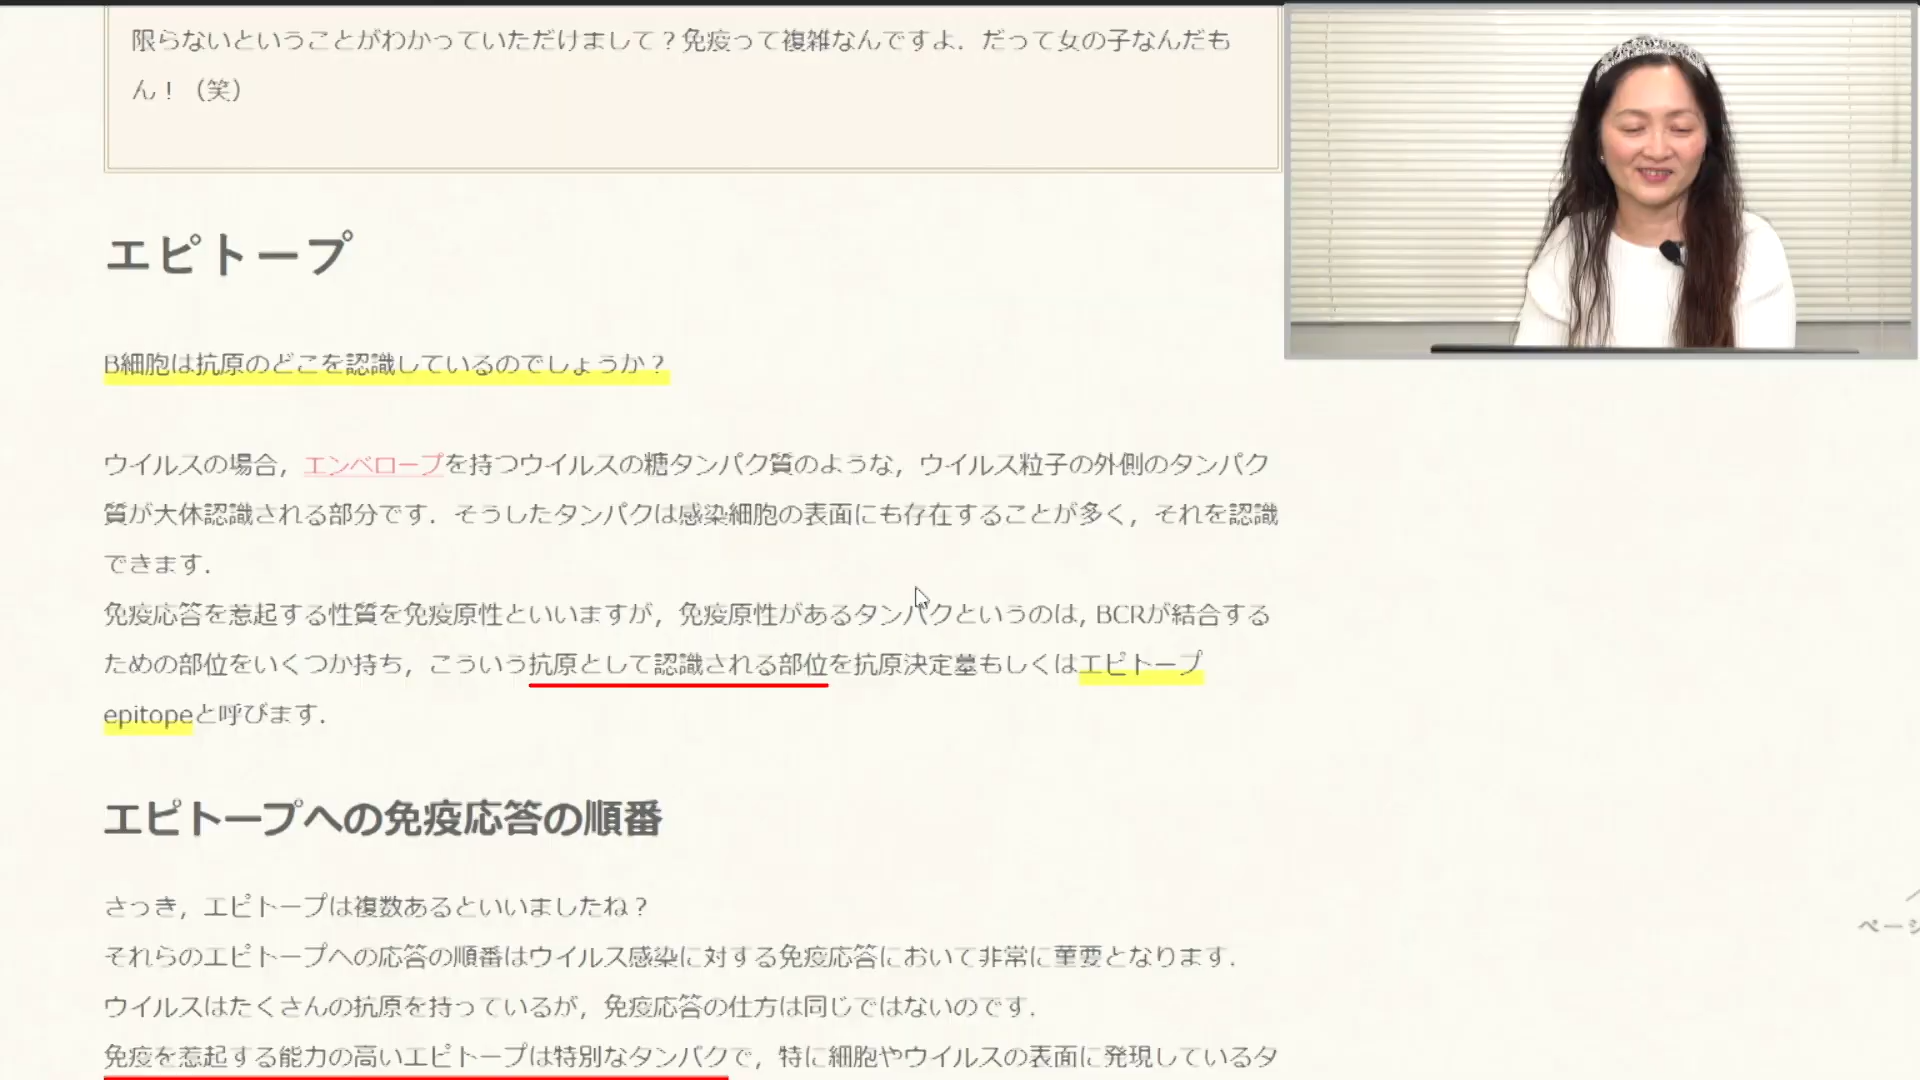 限らないということがわかっていただけまして？免疫って複雑なんですよ．だって女の子なんだも
ん！（笑）
エピトープ
B細胞は抗原のどこを認識しているのでしょうか？
ウイルスの場合，エンベロープを持つウイルスの糖タンパク質のような，ウイルス粒子の外側のタンパク
質が大体認識される部分です．そうしたタンパクは感染細胞の表面にも存在することが多く，それを認識
できます．
免疫応答を惹起する性質を免疫原性といいますが，免疫原性があるタンパクというのは, BCRが結合する
ための部位をいくつか持ち，こういう抗原として認識される部位を抗原決定基もしくはエピトープ
epitopeと呼びます．
エピトープへの免疫応答の順番
さっき，エピトープは複数あるといいましたね？
それらのエピトープへの応答の順番はウイルス感染に対する免疫応答において非常に重要となります．
ウイルスはたくさんの抗原を持っているが，免疫応答の仕方は同じではないのです．
免疫を惹起する能力の高いエピトープは特別なタンパクで，特に細胞やウイルスの表面に発現しているタ
ペー